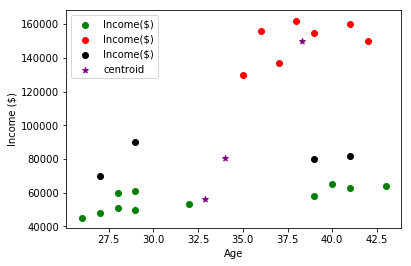 Income($)
Income($)
Income($)
centroid
Income ($)
160000
140000
120000
100000
80000
60000
40000
27.5 30.0 32.5 35.0 37.5 40.0 42.5
Age